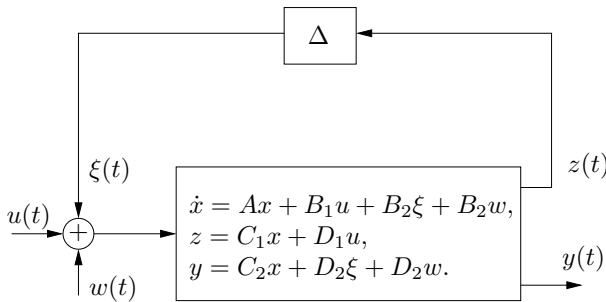 Δ
ξ(t)
z(t)
u(t)
+
w(t)
ẋ = Ax + B₁u + B₂ξ + B₂w,
z = C₁x + D₁u,
y = C₂x + D₂ξ + D₂w.
y(t)